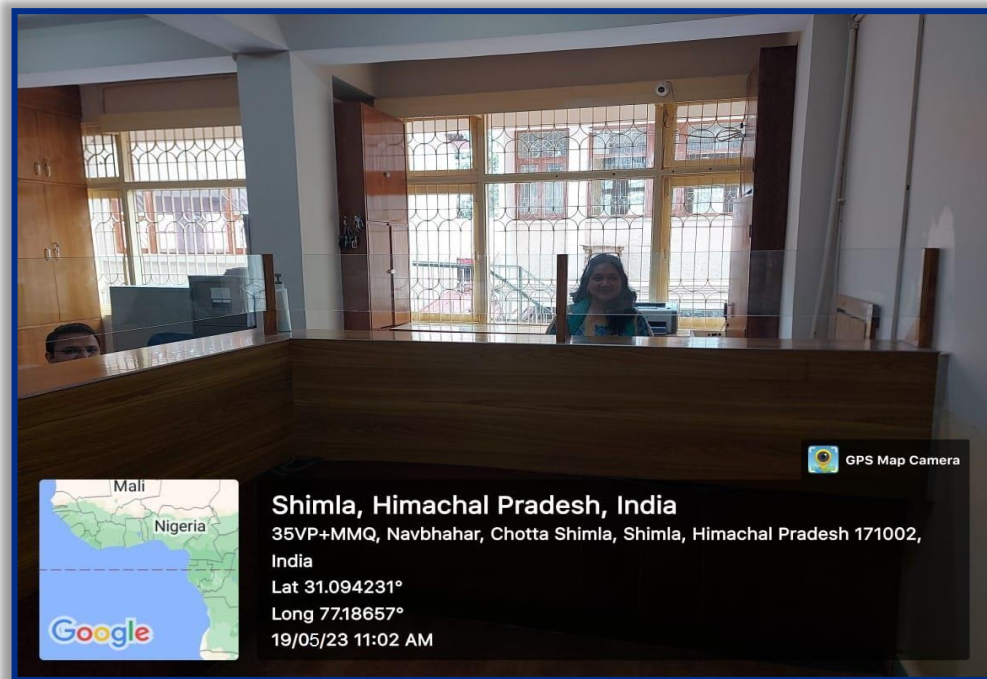 GPS Map Camera
Mali
Nigeria
Google
Shimla, Himachal Pradesh, India
35VP+MMQ, Navbhahar, Chotta Shimla, Shimla, Himachal Pradesh 171002,
India
Lat 31.094231°
Long 77.18657°
19/05/23 11:02 AM